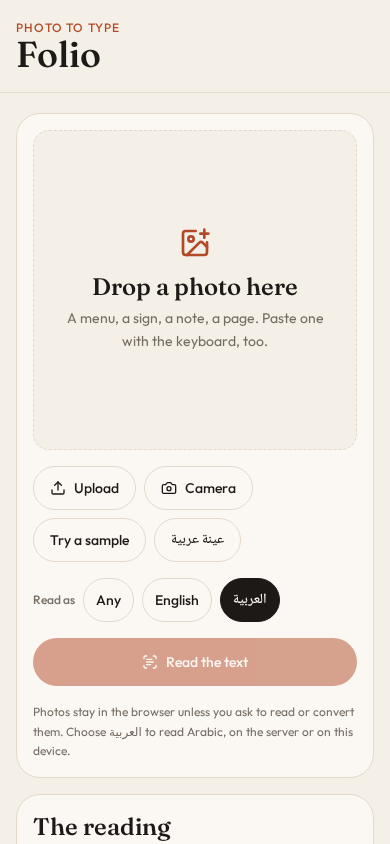 PHOTO TO TYPE
Folio
Drop a photo here
A menu, a sign, a note, a page. Paste one
with the keyboard, too.
Upload
Camera
Try a sample
عينة عربية
Read as
Any
English
العربية
Read the text
Photos stay in the browser unless you ask to read or convert
them. Choose العربية to read Arabic, on the server or on this
device.
The reading